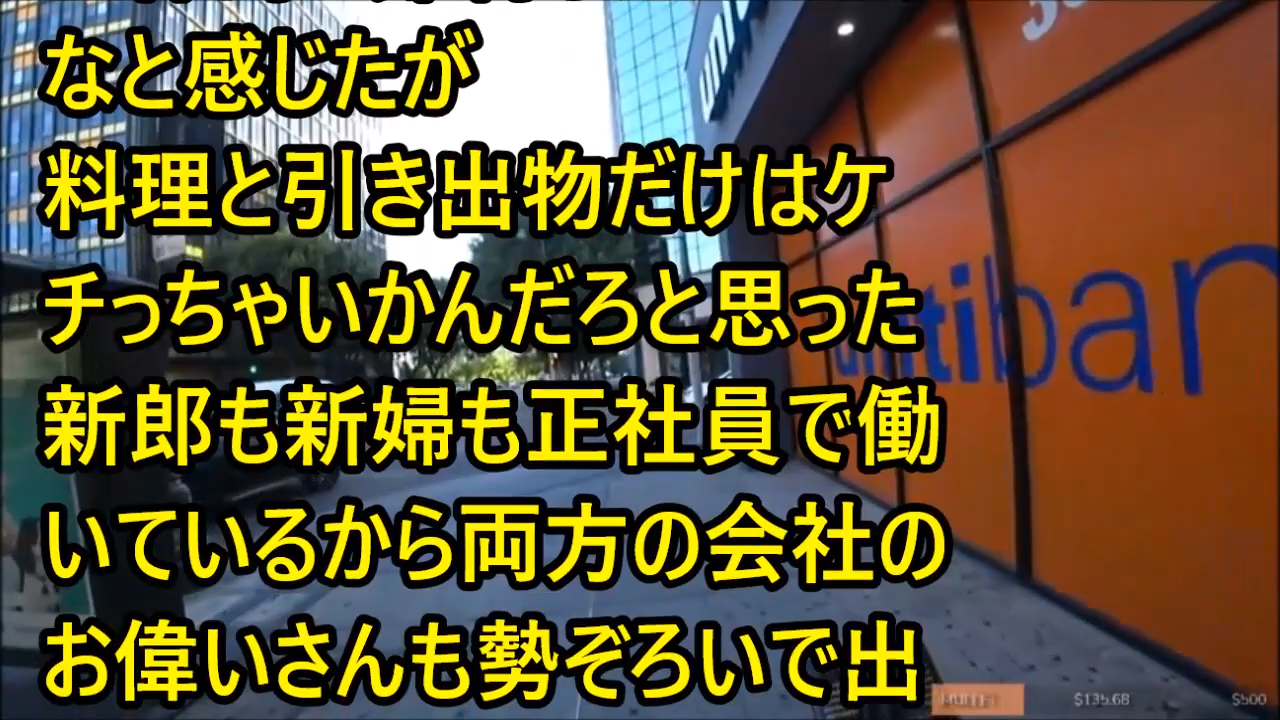 なと感じたが
料理と引き出物だけはケ
チっちゃいかんだろと思った
新郎も新婦も正社員で働
いているから両方の会社の
お偉いさんも勢ぞろいで出
$135.68
$500